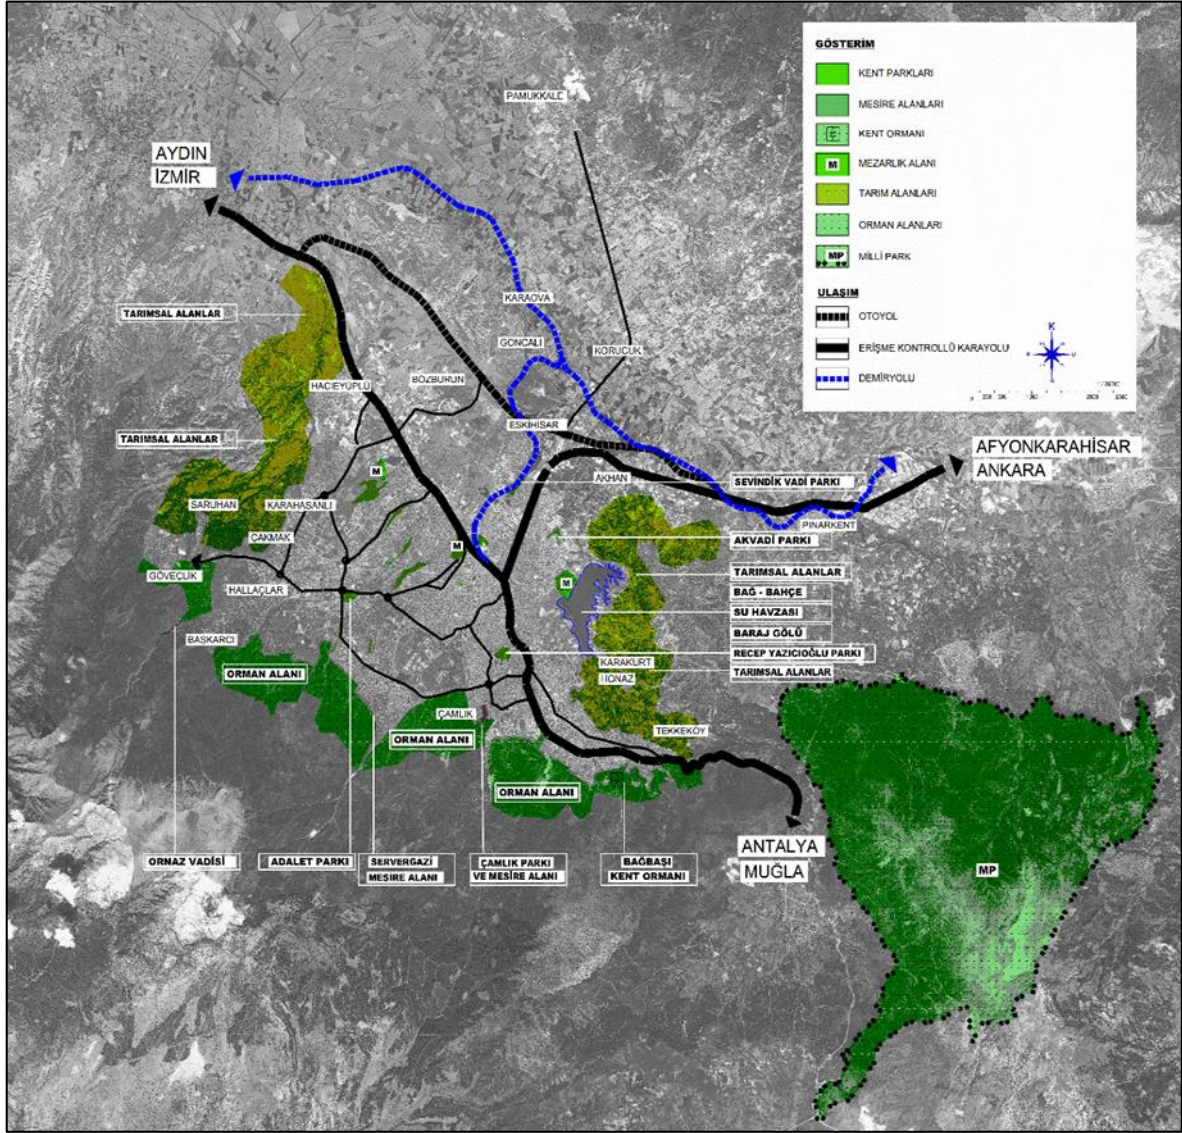 GÖSTERİM
KENT PARKLARI
MESİRE ALANLARI
KENT ORMANI
M
MEZARLIK ALANI
TARIM ALANLARI
ORMAN ALANLARI
MP
MİLLİ PARK
ULAŞIM
OTOYOL
ERİŞME KONTROLLÜ KARAYOLU
DEMİRYOLU
K
PAMUKKALE
AYDIN
İZMİR
KARAOVA
TARIMSAL ALANLAR
GONCALI
KORUCUK
HACIEYÜPLÜ
BOZBURUN
ESKİHİSAR
TARIMSAL ALANLAR
AFYONKARAHİSAR
ANKARA
M
AKHAN
SEVİNDİK VADİ PARKI
SARUHAN
KARAHASANLI
PINARKENT
ÇAKMAK
AKVADİ PARKI
M
GÖVEÇLİK
TARIMSAL ALANLAR
M
HALLAÇLAR
BAĞ - BAHÇE
SU HAVZASI
BAŞKARCI
BARAJ GÖLÜ
RECEP YAZICIOĞLU PARKI
KARAKURT
ORMAN ALANI
HONAZ
TARIMSAL ALANLAR
ÇAMLIK
TEKKEKÖY
ORMAN ALANI
ORMAN ALANI
ANTALYA
MUĞLA
ORNAZ VADİSİ
ADALET PARKI
SERVERGAZİ
MESİRE ALANI
ÇAMLIK PARKI
VE MESİRE ALANI
BAĞBAŞI
KENT ORMANI
MP